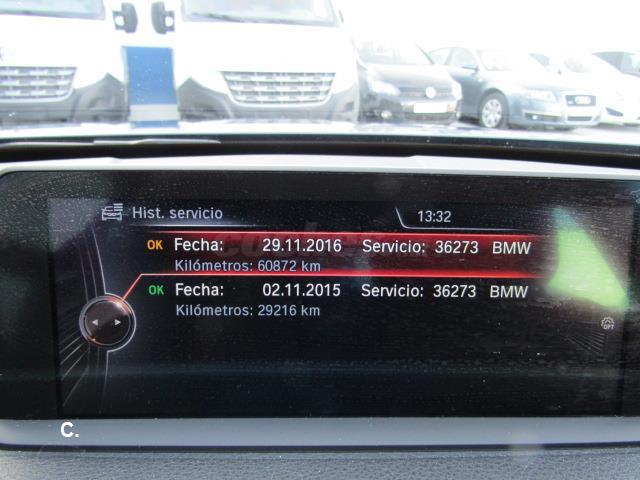 Hist. servicio
13:32
OK Fecha: 29.11.2016 Servicio: 36273 BMW
Kilómetros: 60872 km
OK Fecha: 02.11.2015 Servicio: 36273 BMW
Kilómetros: 29216 km
OPT
C.